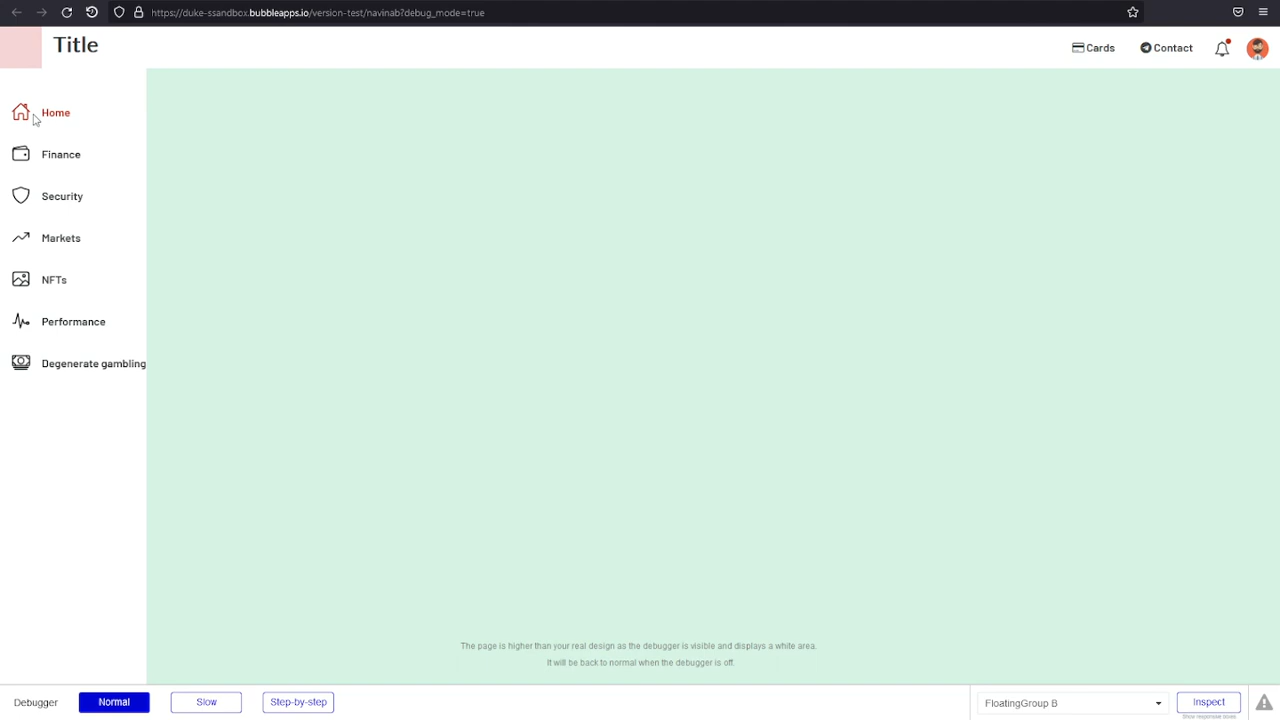 https://duke-ssandbox.bubbleapps.io/version-test/navinab?debug_mode=true
Title
Cards
Contact
Home
Finance
Security
Markets
NFTs
Performance
Degenerate gambling
The page is higher than your real design as the debugger is visible and displays a white area.
It will be back to normal when the debugger is off.
Debugger
Normal
Slow
Step-by-step
FloatingGroup B
Inspect
Show responsive boxes